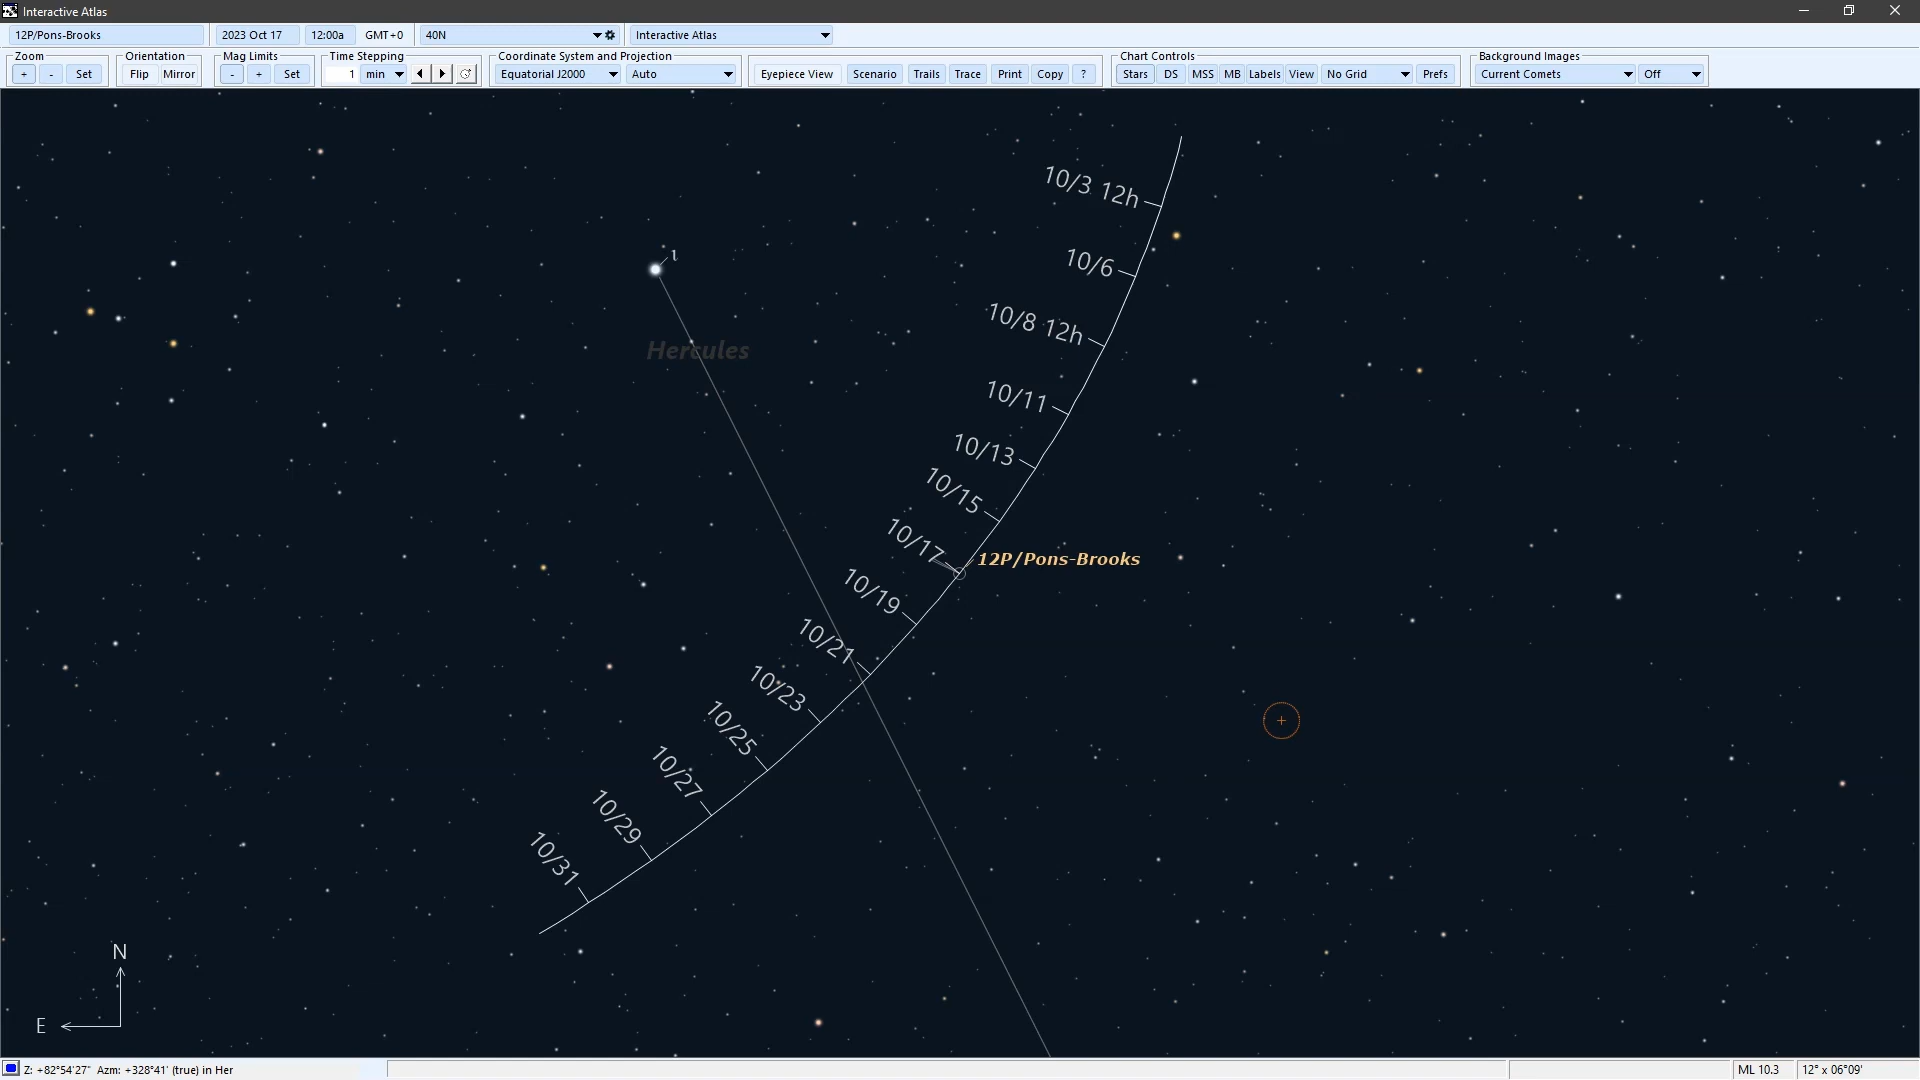 Interactive Atlas
12P/Pons-Brooks 2023 Oct 17 12:00a GMT+0 40N Interactive Atlas
Zoom Orientation Mag Limits Time Stepping Coordinate System and Projection Chart Controls Background Images
+ - Set Flip Mirror - + Set 1 min Equatorial J2000 Auto Eyepiece View Scenario Trails Trace Print Copy ? Stars DS MSS MB Labels View No Grid Prefs Current Comets Off
10/3 12h
ι
10/6
10/8 12h
Hercules
10/11
10/13
10/15
10/17
12P/Pons-Brooks
10/19
10/21
10/23
10/25
10/27
10/29
10/31
N
E
Z: +82°54'27" Azm: +328°41' (true) in Her ML 10.3 12° x 06°09'